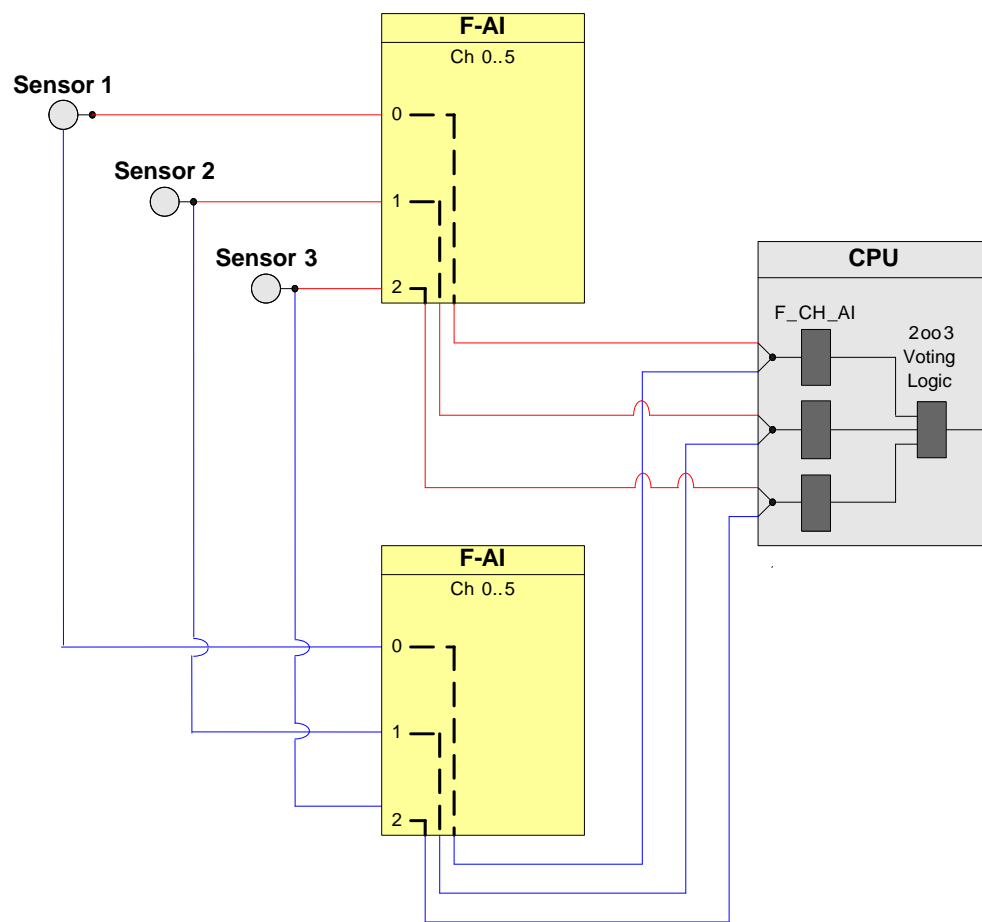 F-AI
Ch 0..5
Sensor 1
0
Sensor 2
1
Sensor 3
2
CPU
F_CH_AI
2oo3
Voting
Logic
F-AI
Ch 0..5
0
1
2